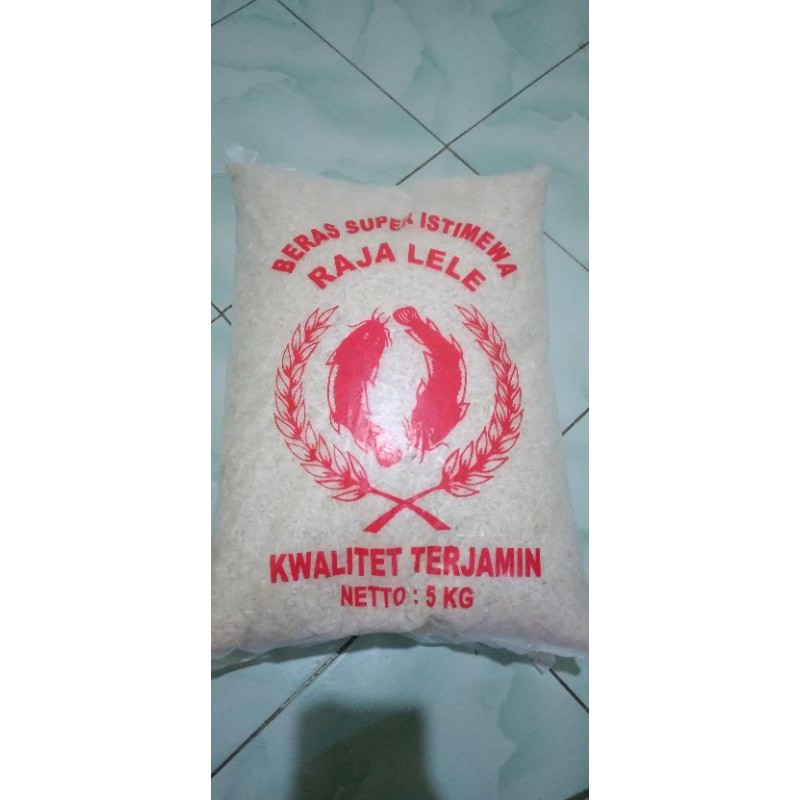 BERAS SUPER ISTIMEWA
RAJA LELE
KWALITET TERJAMIN
NETTO : 5 KG